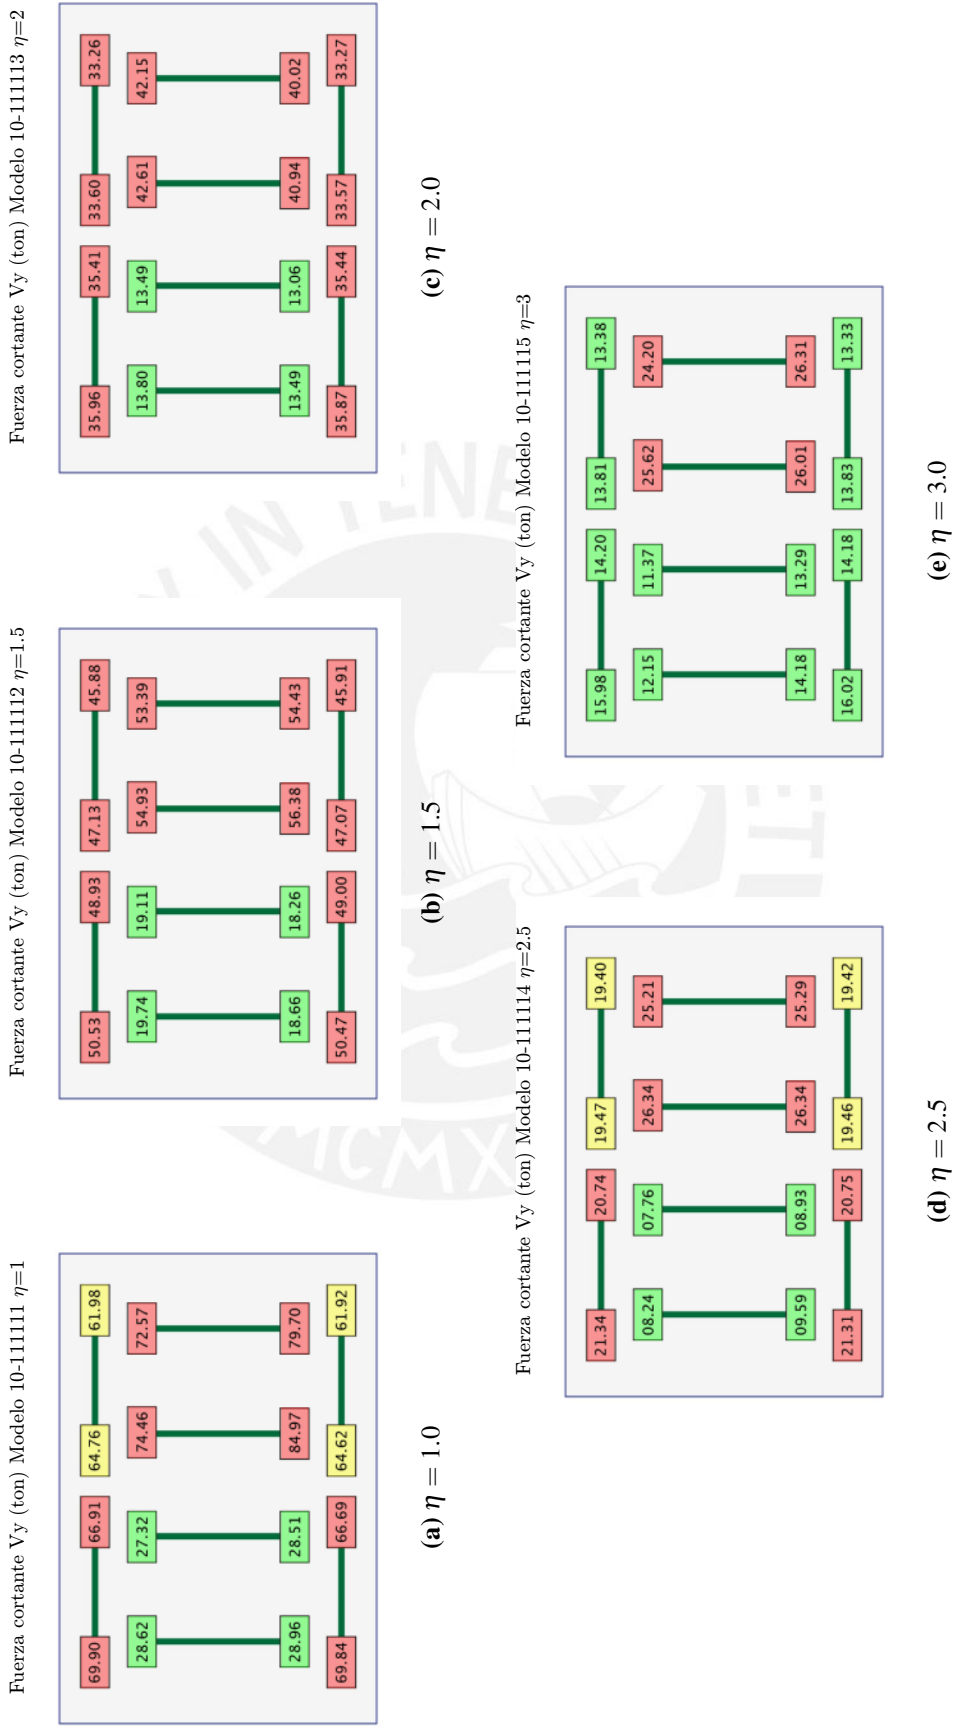 Fuerza cortante Vy (ton) Modelo 10-111111 η=1
69.90 66.91 64.76 61.98
28.62 27.32 74.46 72.57
28.96 28.51 84.97 79.70
69.84 66.69 64.62 61.92
(a) η = 1.0
Fuerza cortante Vy (ton) Modelo 10-111112 η=1.5
50.53 48.93 47.13 45.88
19.74 19.11 54.93 53.39
18.66 18.26 56.38 54.43
50.47 49.00 47.07 45.91
(b) η = 1.5
Fuerza cortante Vy (ton) Modelo 10-111113 η=2
35.96 35.41 33.60 33.26
13.80 13.49 42.61 42.15
13.49 13.06 40.94 40.02
35.87 35.44 33.57 33.27
(c) η = 2.0
Fuerza cortante Vy (ton) Modelo 10-111114 η=2.5
21.34 20.74 19.47 19.40
08.24 07.76 26.34 25.21
09.59 08.93 26.34 25.29
21.31 20.75 19.46 19.42
(d) η = 2.5
Fuerza cortante Vy (ton) Modelo 10-111115 η=3
15.98 14.20 13.81 13.38
12.15 11.37 25.62 24.20
14.18 13.29 26.01 26.31
16.02 14.18 13.83 13.33
(e) η = 3.0
IN TENE
MCMX